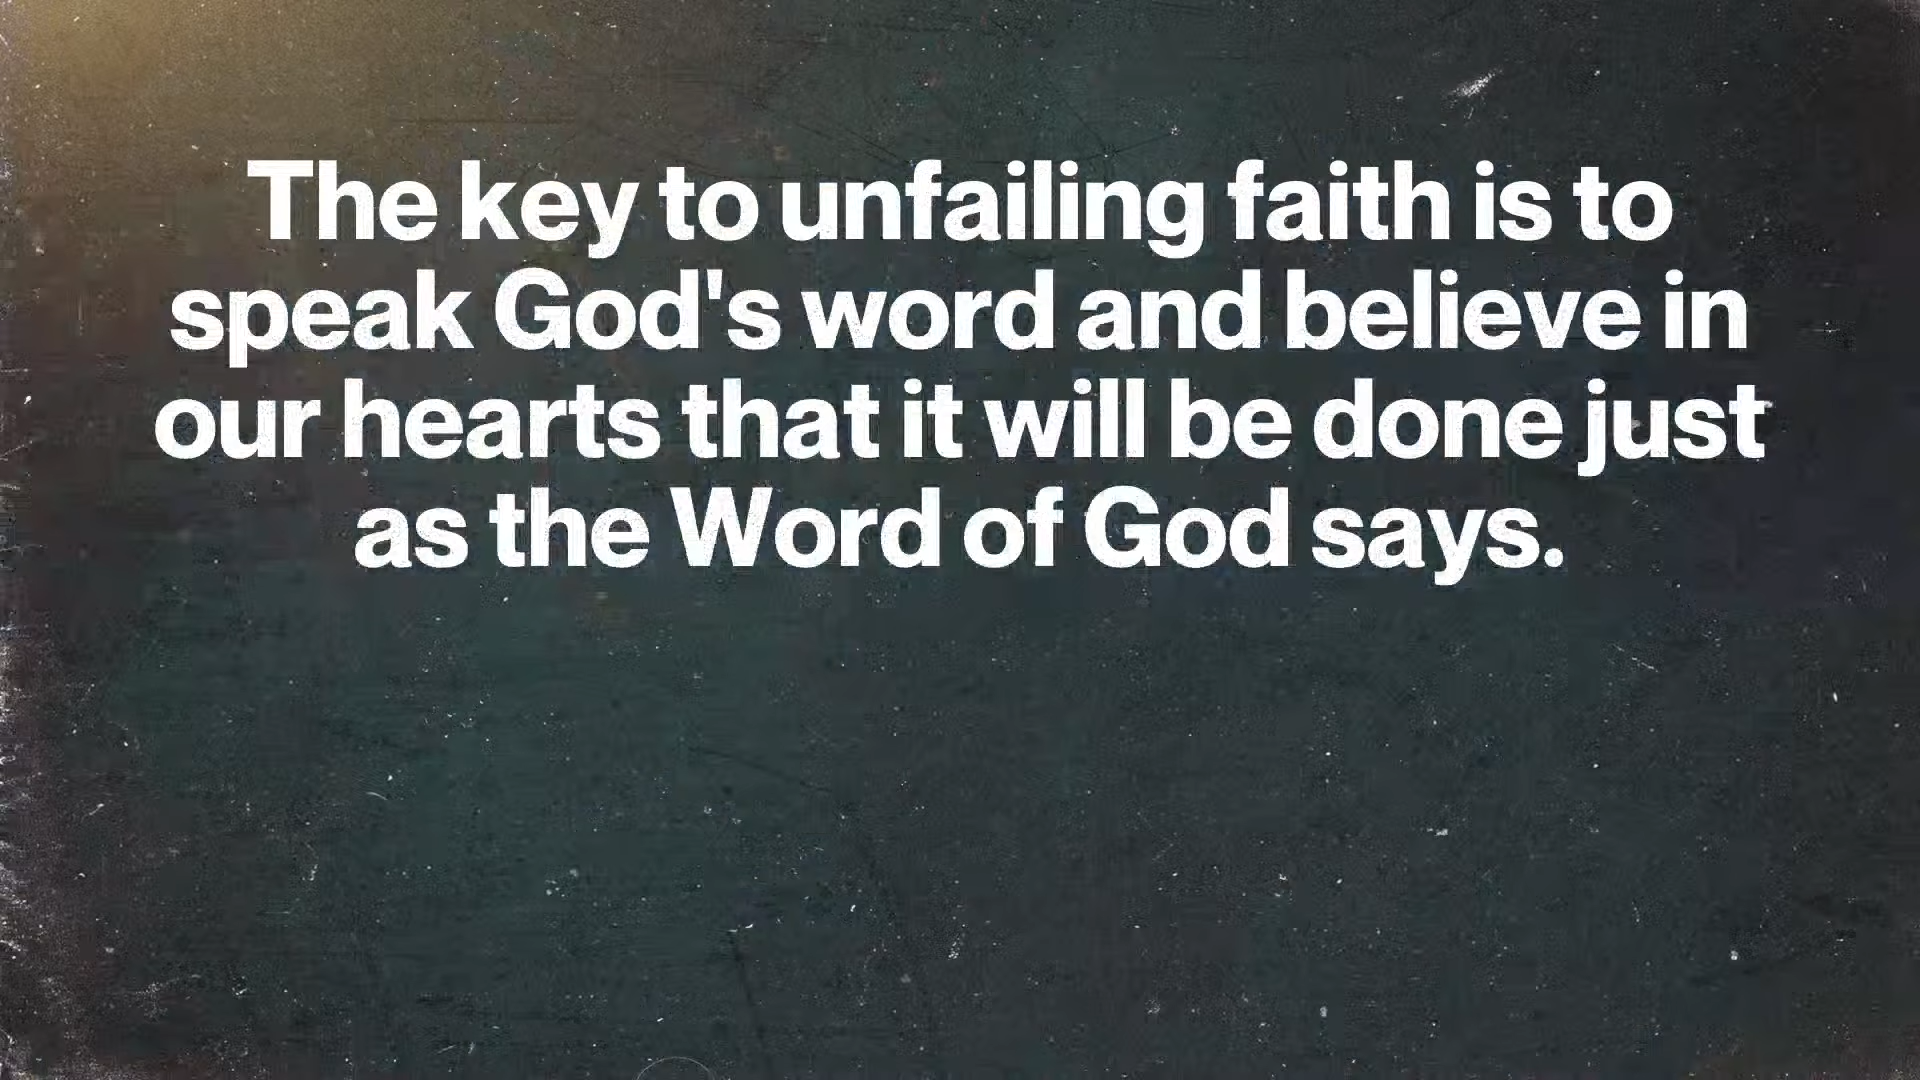 The key to unfailing faith is to
speak God's word and believe in
our hearts that it will be done just
as the Word of God says.